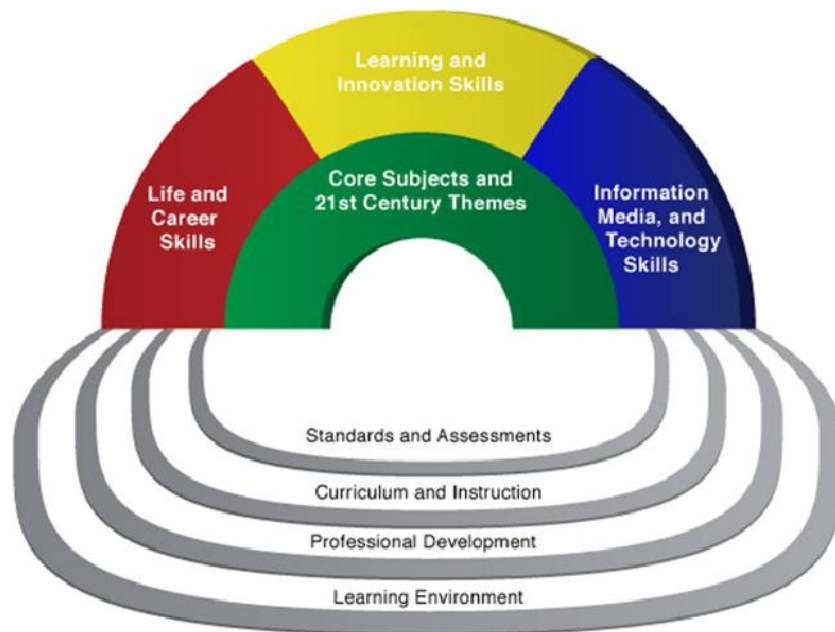 Learning and
Innovation Skills
Core Subjects and
21st Century Themes
Life and
Career
Skills
Information
Media, and
Technology
Skills
Standards and Assessments
Curriculum and Instruction
Professional Development
Learning Environment